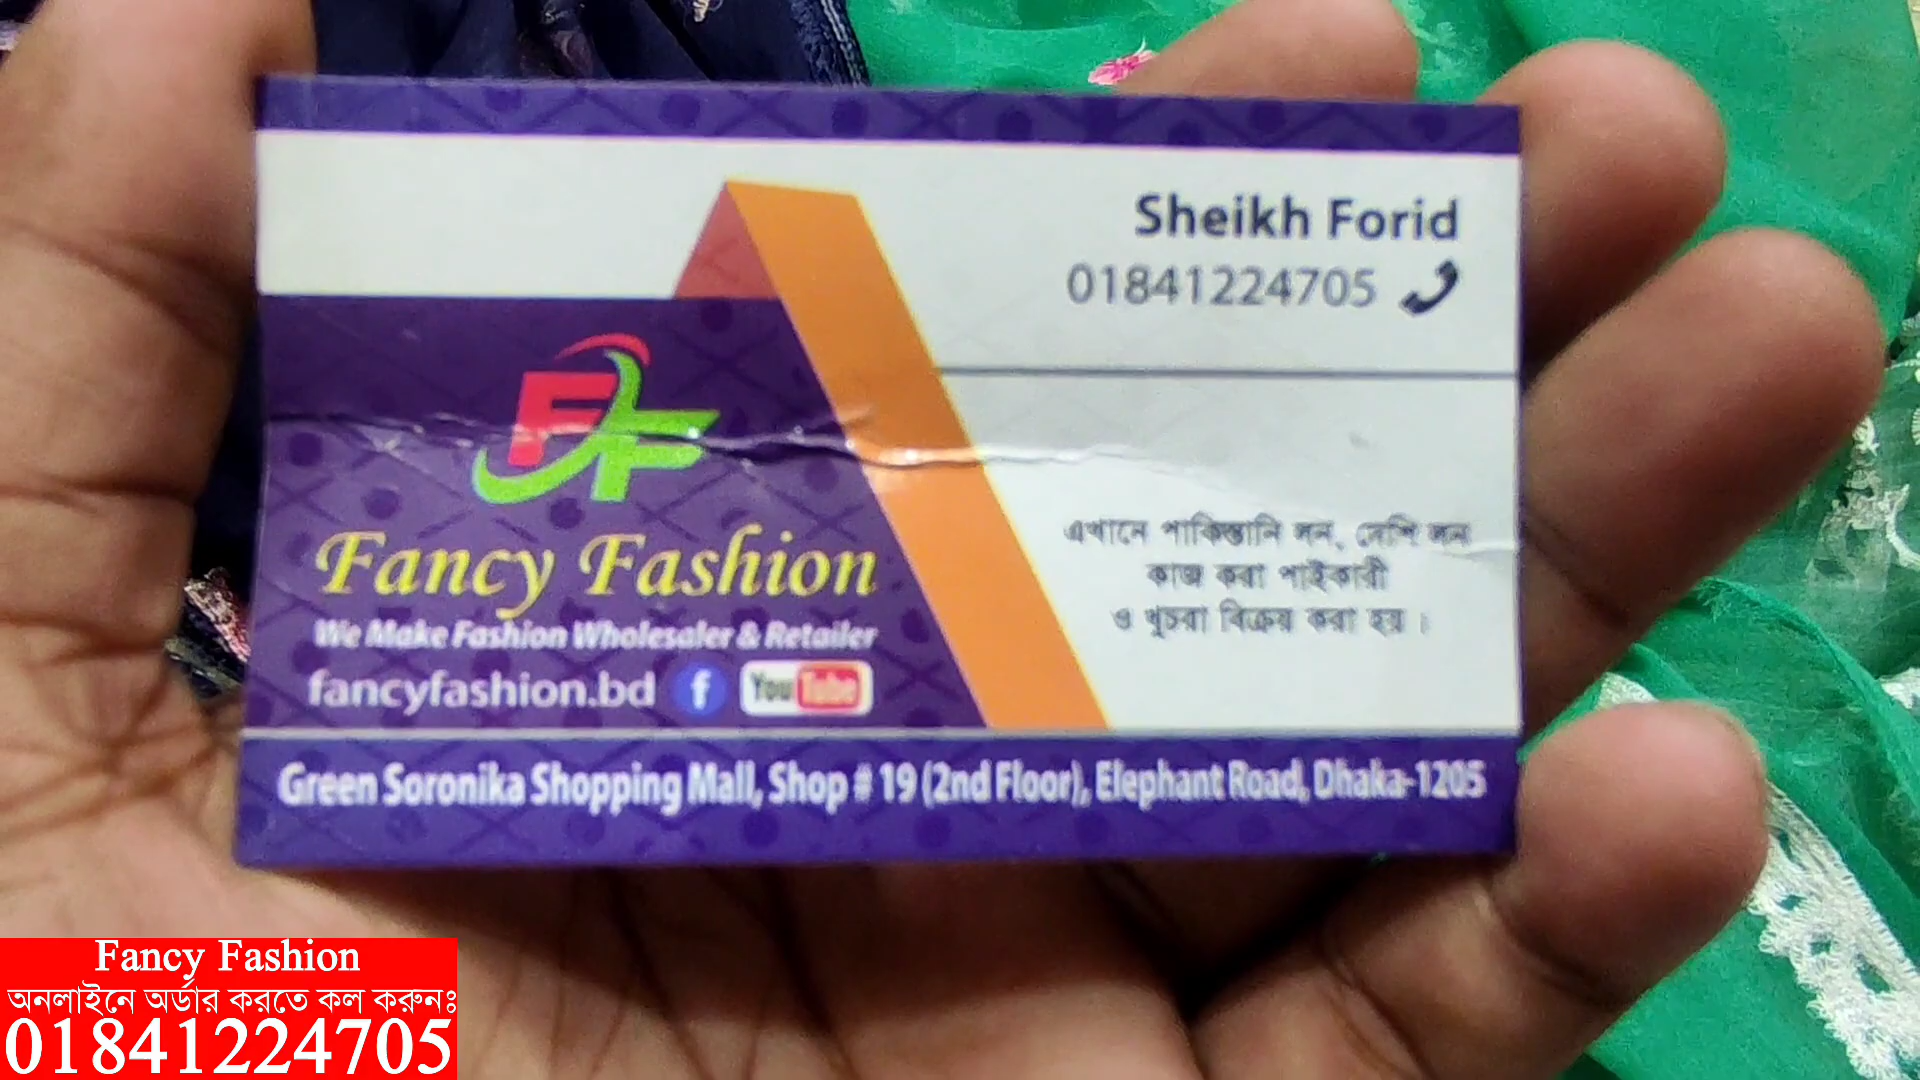 Sheikh Forid
01841224705
FF
Fancy Fashion
We Make Fashion Wholesaler & Retailer
fancyfashion.bd f YouTube
এখানে পাকিস্তানি লন, দেশি লন
কাজ করা পাইকারী
ও খুচরা বিক্রয় করা হয়।
Green Soronika Shopping Mall, Shop # 19 (2nd Floor), Elephant Road, Dhaka-1205
Fancy Fashion
অনলাইনে অর্ডার করতে কল করুনঃ
01841224705